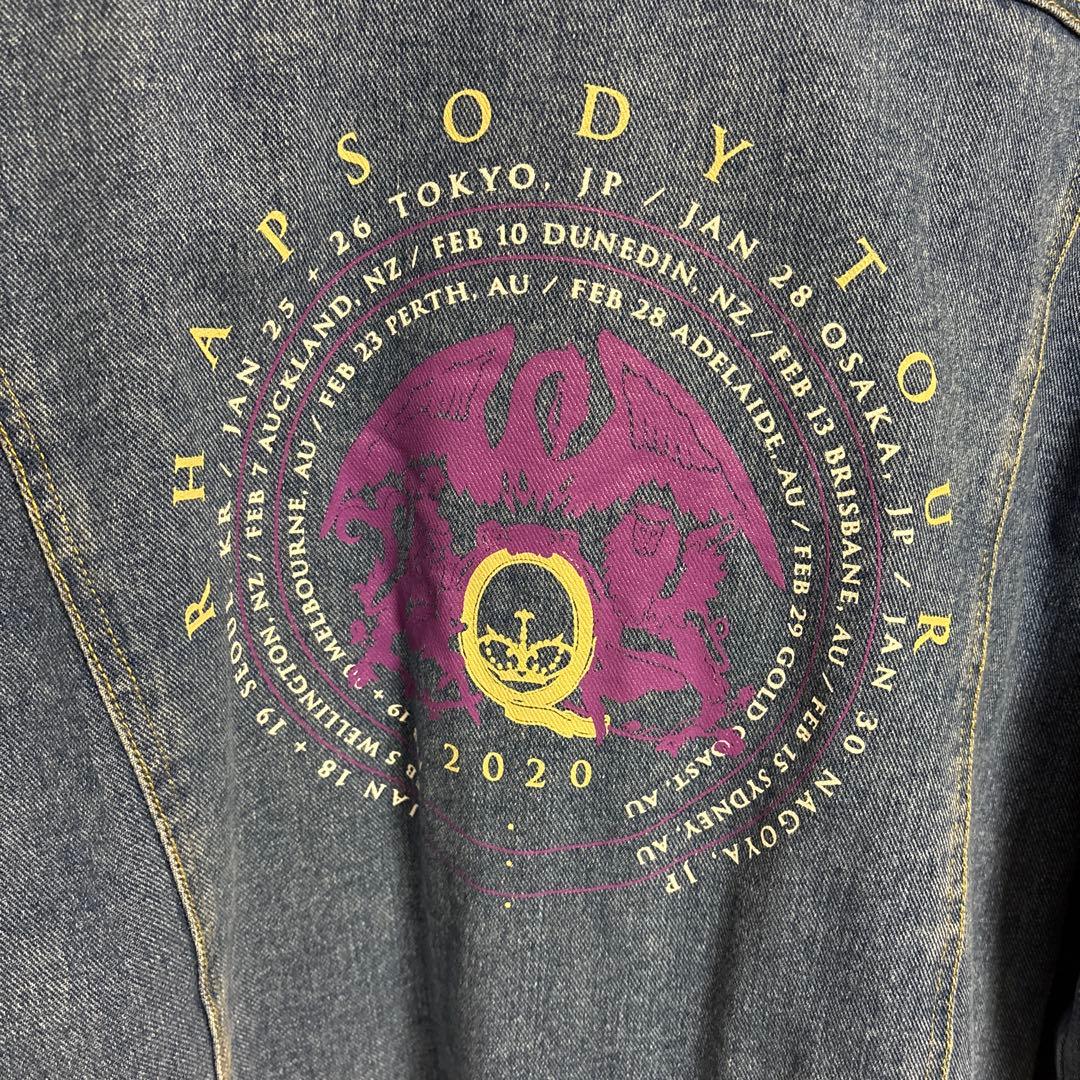 RHAPSODY TOUR
JAN 18 + 19 SEOUL, KR / JAN 25 + 26 TOKYO, JP / JAN 28 OSAKA, JP / JAN 30 NAGOYA, JP
5 WELLINGTON, NZ / FEB 7 AUCKLAND, NZ / FEB 10 DUNEDIN, NZ / FEB 13 BRISBANE, AU / FEB 15 SYDNEY, AU
19 + MELBOURNE, AU / FEB 23 PERTH, AU / FEB 28 ADELAIDE, AU / FEB 29 GOLD COAST, AU
Q
2020